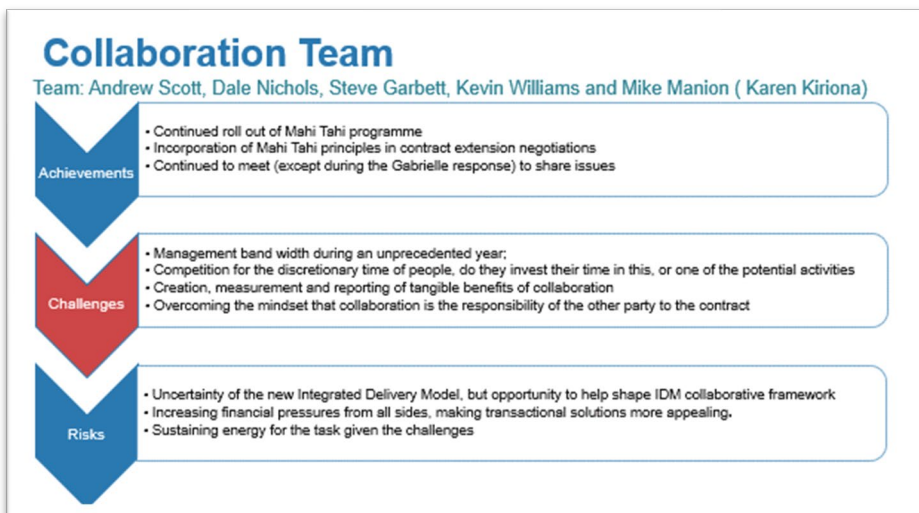 Collaboration Team
Team: Andrew Scott, Dale Nichols, Steve Garbett, Kevin Williams and Mike Manion ( Karen Kiriona)
Achievements
• Continued roll out of Mahi Tahi programme
• Incorporation of Mahi Tahi principles in contract extension negotiations
• Continued to meet (except during the Gabrielle response) to share issues
Challenges
• Management band width during an unprecedented year;
• Competition for the discretionary time of people, do they invest their time in this, or one of the potential activities
• Creation, measurement and reporting of tangible benefits of collaboration
• Overcoming the mindset that collaboration is the responsibility of the other party to the contract
Risks
• Uncertainty of the new Integrated Delivery Model, but opportunity to help shape IDM collaborative framework
• Increasing financial pressures from all sides, making transactional solutions more appealing.
• Sustaining energy for the task given the challenges